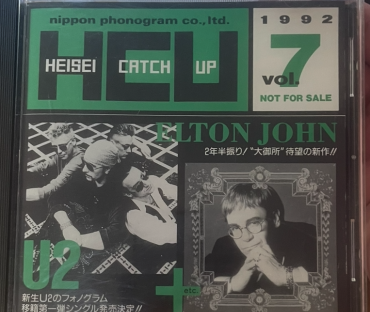 nippon phonogram co., ltd.
1992
HCU
HEISEI CATCH UP
7
vol.
NOT FOR SALE
ELTON JOHN
2年半振り!"大御所"待望の新作!!
U2
+
etc.
新生U2のフォノグラム
移籍第一弾シングル発売決定!!